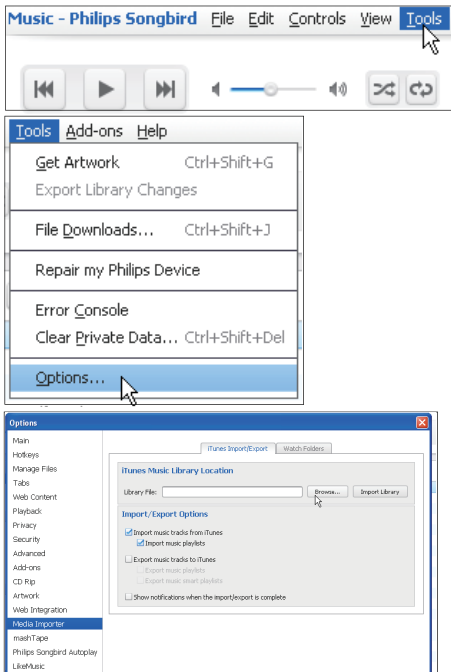 Music - Philips Songbird File Edit Controls View Tools
Tools Add-ons Help
Get Artwork Ctrl+Shift+G
Export Library Changes
File Downloads... Ctrl+Shift+J
Repair my Philips Device
Error Console
Clear Private Data... Ctrl+Shift+Del
Options...
Options
Main
Hotkeys
Manage Files
Tabs
Web Content
Playback
Privacy
Security
Advanced
Add-ons
CD Rip
Artwork
Web Integration
Media Importer
mashTape
Philips Songbird Autoplay
LikeMusic
iTunes Import/Export Watch Folders
iTunes Music Library Location
Library File: Browse... Import Library
Import/Export Options
Import music tracks from iTunes
Import music playlists
Export music tracks to iTunes
Export music playlists
Export music smart playlists
Show notifications when the import/export is complete